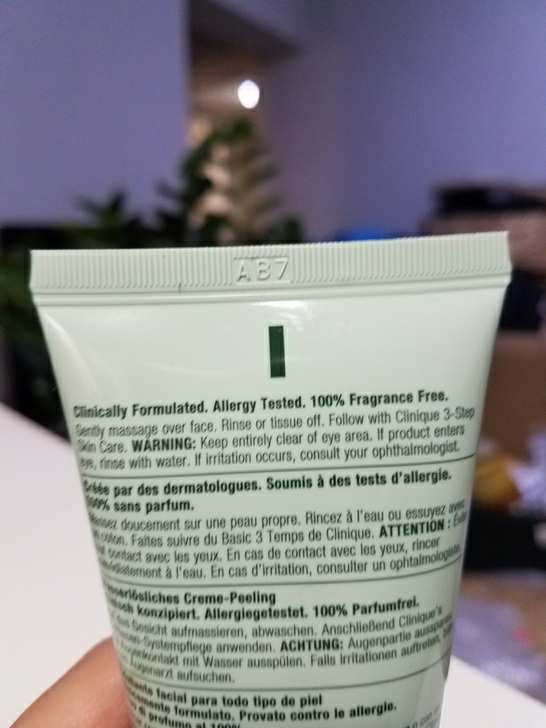 AB7
Clinically Formulated. Allergy Tested. 100% Fragrance Free.
Gently massage over face. Rinse or tissue off. Follow with Clinique 3-Step
Skin Care. WARNING: Keep entirely clear of eye area. If product enters
eye, rinse with water. If irritation occurs, consult your ophthalmologist.
Créée par des dermatologues. Soumis à des tests d'allergie.
100% sans parfum.
doucement sur une peau propre. Rincez à l'eau ou essuyez avec
coton. Faites suivre du Basic 3 Temps de Clinique. ATTENTION :
contact avec les yeux. En cas de contact avec les yeux, rincer
à l'eau. En cas d'irritation, consulter un ophtalmologiste
Creme-Peeling
konzipiert. Allergiegetestet. 100% Parfumfrei.
Gesicht aufmassieren, abwaschen. Anschließend Clinique's
Systempflege anwenden. ACHTUNG: Augenpartie
mit Wasser ausspülen. Falls Irritationen auftreten,
Augenarzt aufsuchen.
facial para todo tipo de piel
formulato. Provato contro le allergie.
profumo al 100%